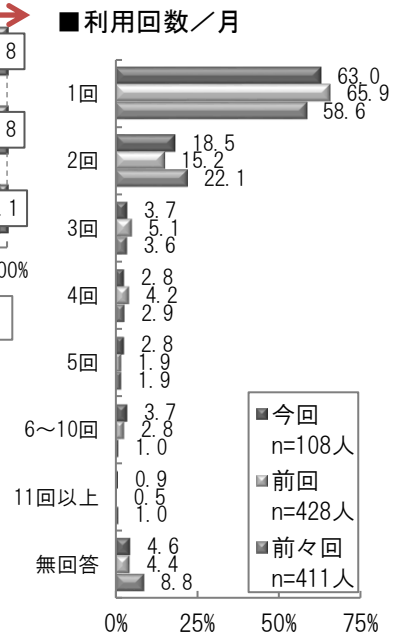 ■利用回数／月
8
8
.1
00%
1回
63.0
65.9
58.6
2回
18.5
15.2
22.1
3回
3.7
5.1
3.6
4回
2.8
4.2
2.9
5回
2.8
1.9
1.9
6～10回
3.7
2.8
1.0
11回以上
0.9
0.5
1.0
無回答
4.6
4.4
8.8
今回
n=108人
前回
n=428人
前々回
n=411人
0% 25% 50% 75%